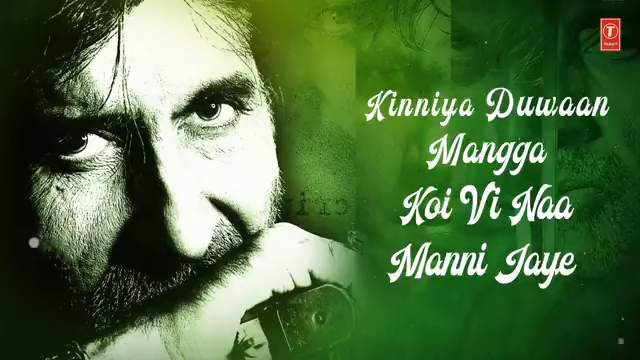 T
Kinniya Duwaan
Mangga
Koi Vi Naa
Manni Jaye